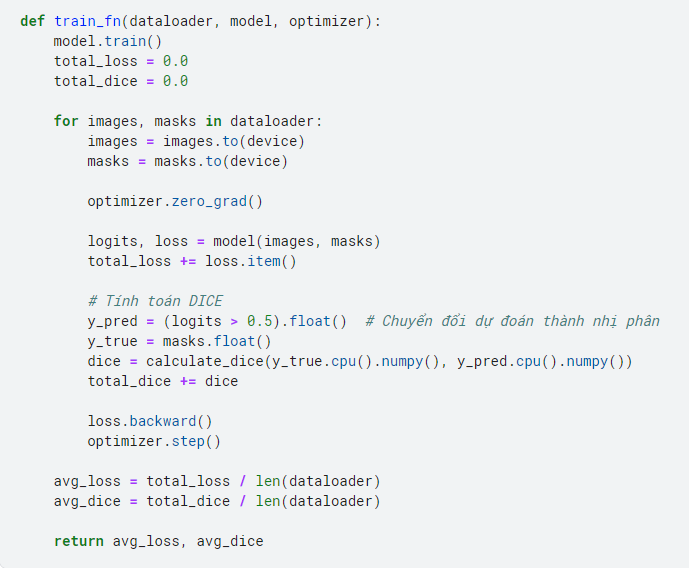 def train_fn(dataloader, model, optimizer):
    model.train()
    total_loss = 0.0
    total_dice = 0.0

    for images, masks in dataloader:
        images = images.to(device)
        masks = masks.to(device)

        optimizer.zero_grad()

        logits, loss = model(images, masks)
        total_loss += loss.item()

        # Tính toán DICE
        y_pred = (logits > 0.5).float()  # Chuyển đổi dự đoán thành nhị phân
        y_true = masks.float()
        dice = calculate_dice(y_true.cpu().numpy(), y_pred.cpu().numpy())
        total_dice += dice

        loss.backward()
        optimizer.step()

    avg_loss = total_loss / len(dataloader)
    avg_dice = total_dice / len(dataloader)

    return avg_loss, avg_dice